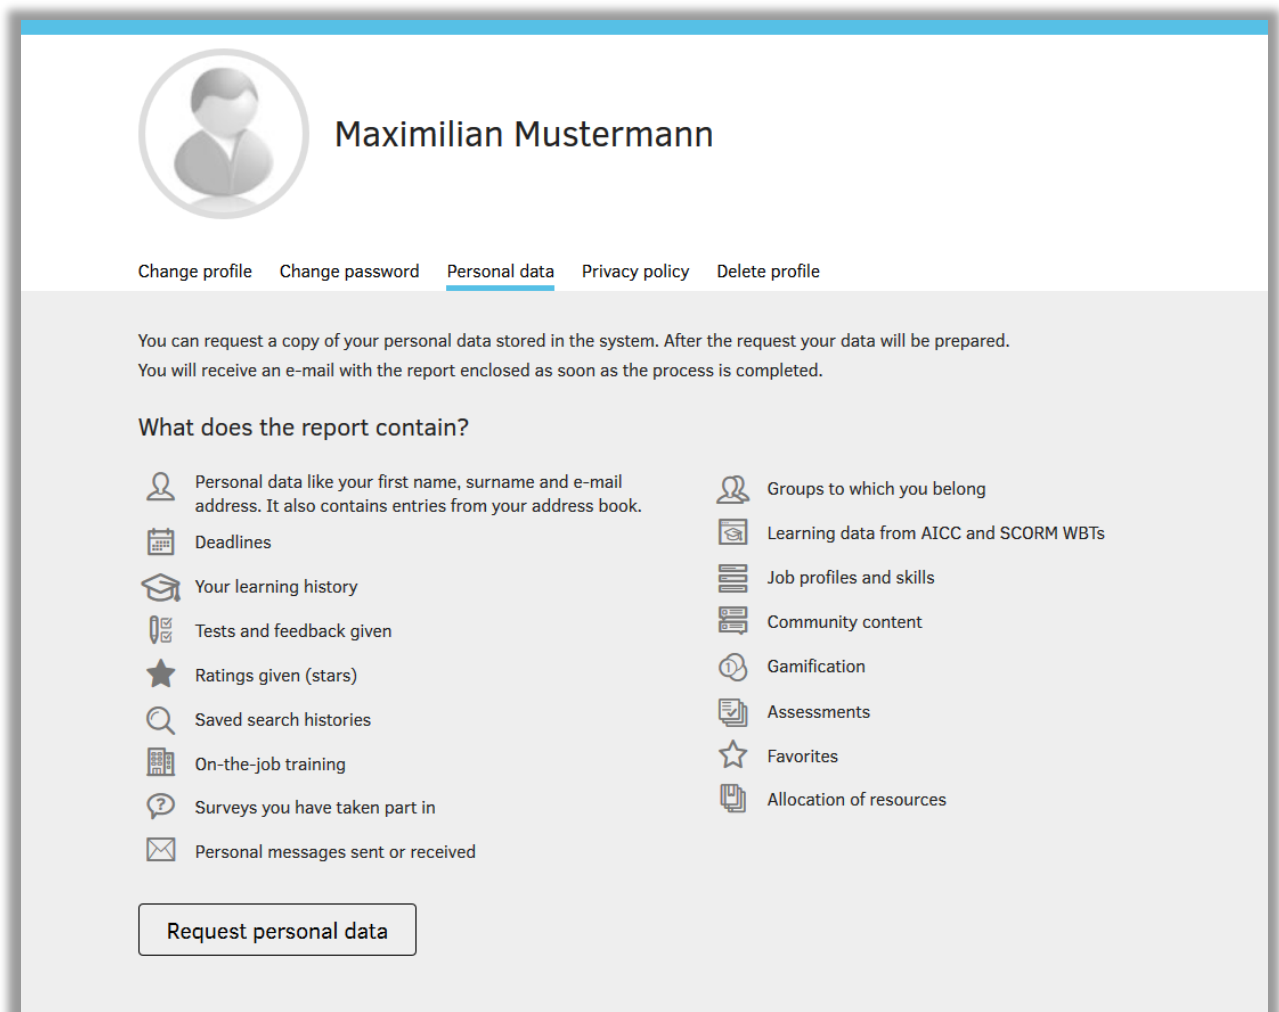 Maximilian Mustermann
Change profile Change password Personal data Privacy policy Delete profile
You can request a copy of your personal data stored in the system. After the request your data will be prepared.
You will receive an e-mail with the report enclosed as soon as the process is completed.
What does the report contain?
Personal data like your first name, surname and e-mail
address. It also contains entries from your address book.
Deadlines
Your learning history
Tests and feedback given
Ratings given (stars)
Saved search histories
On-the-job training
Surveys you have taken part in
Personal messages sent or received
Groups to which you belong
Learning data from AICC and SCORM WBTs
Job profiles and skills
Community content
Gamification
Assessments
Favorites
Allocation of resources
Request personal data